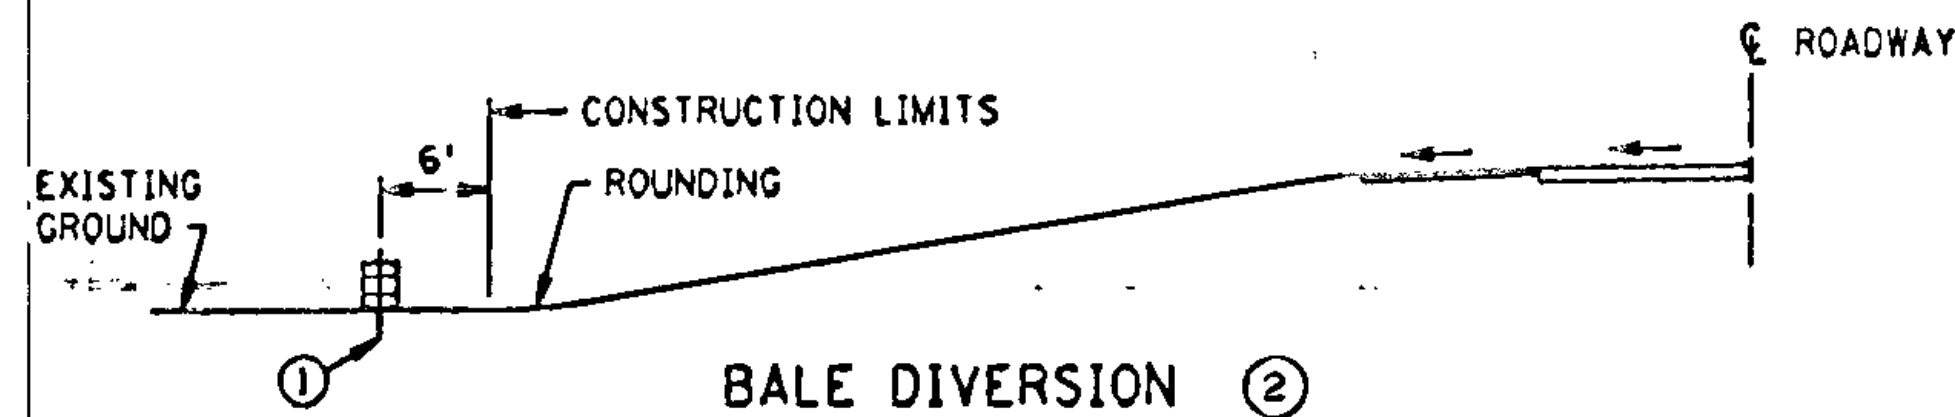 ℄ ROADWAY
CONSTRUCTION LIMITS
6'
EXISTING
GROUND
ROUNDING
①
BALE DIVERSION ②